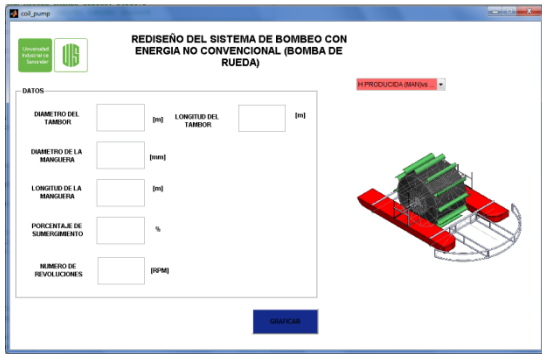 coil_pump
Universidad
Industrial de
Santander
UIS
REDISEÑO DEL SISTEMA DE BOMBEO CON
ENERGIA NO CONVENCIONAL (BOMBA DE
RUEDA)
H PRODUCIDA (MAN)vs ...
DATOS
DIAMETRO DEL
TAMBOR
[m]
LONGITUD DEL
TAMBOR
[m]
DIAMETRO DE LA
MANGUERA
[mm]
LONGITUD DE LA
MANGUERA
[m]
PORCENTAJE DE
SUMERGIMIENTO
%
NUMERO DE
REVOLUCIONES
[RPM]
GRAFICAR